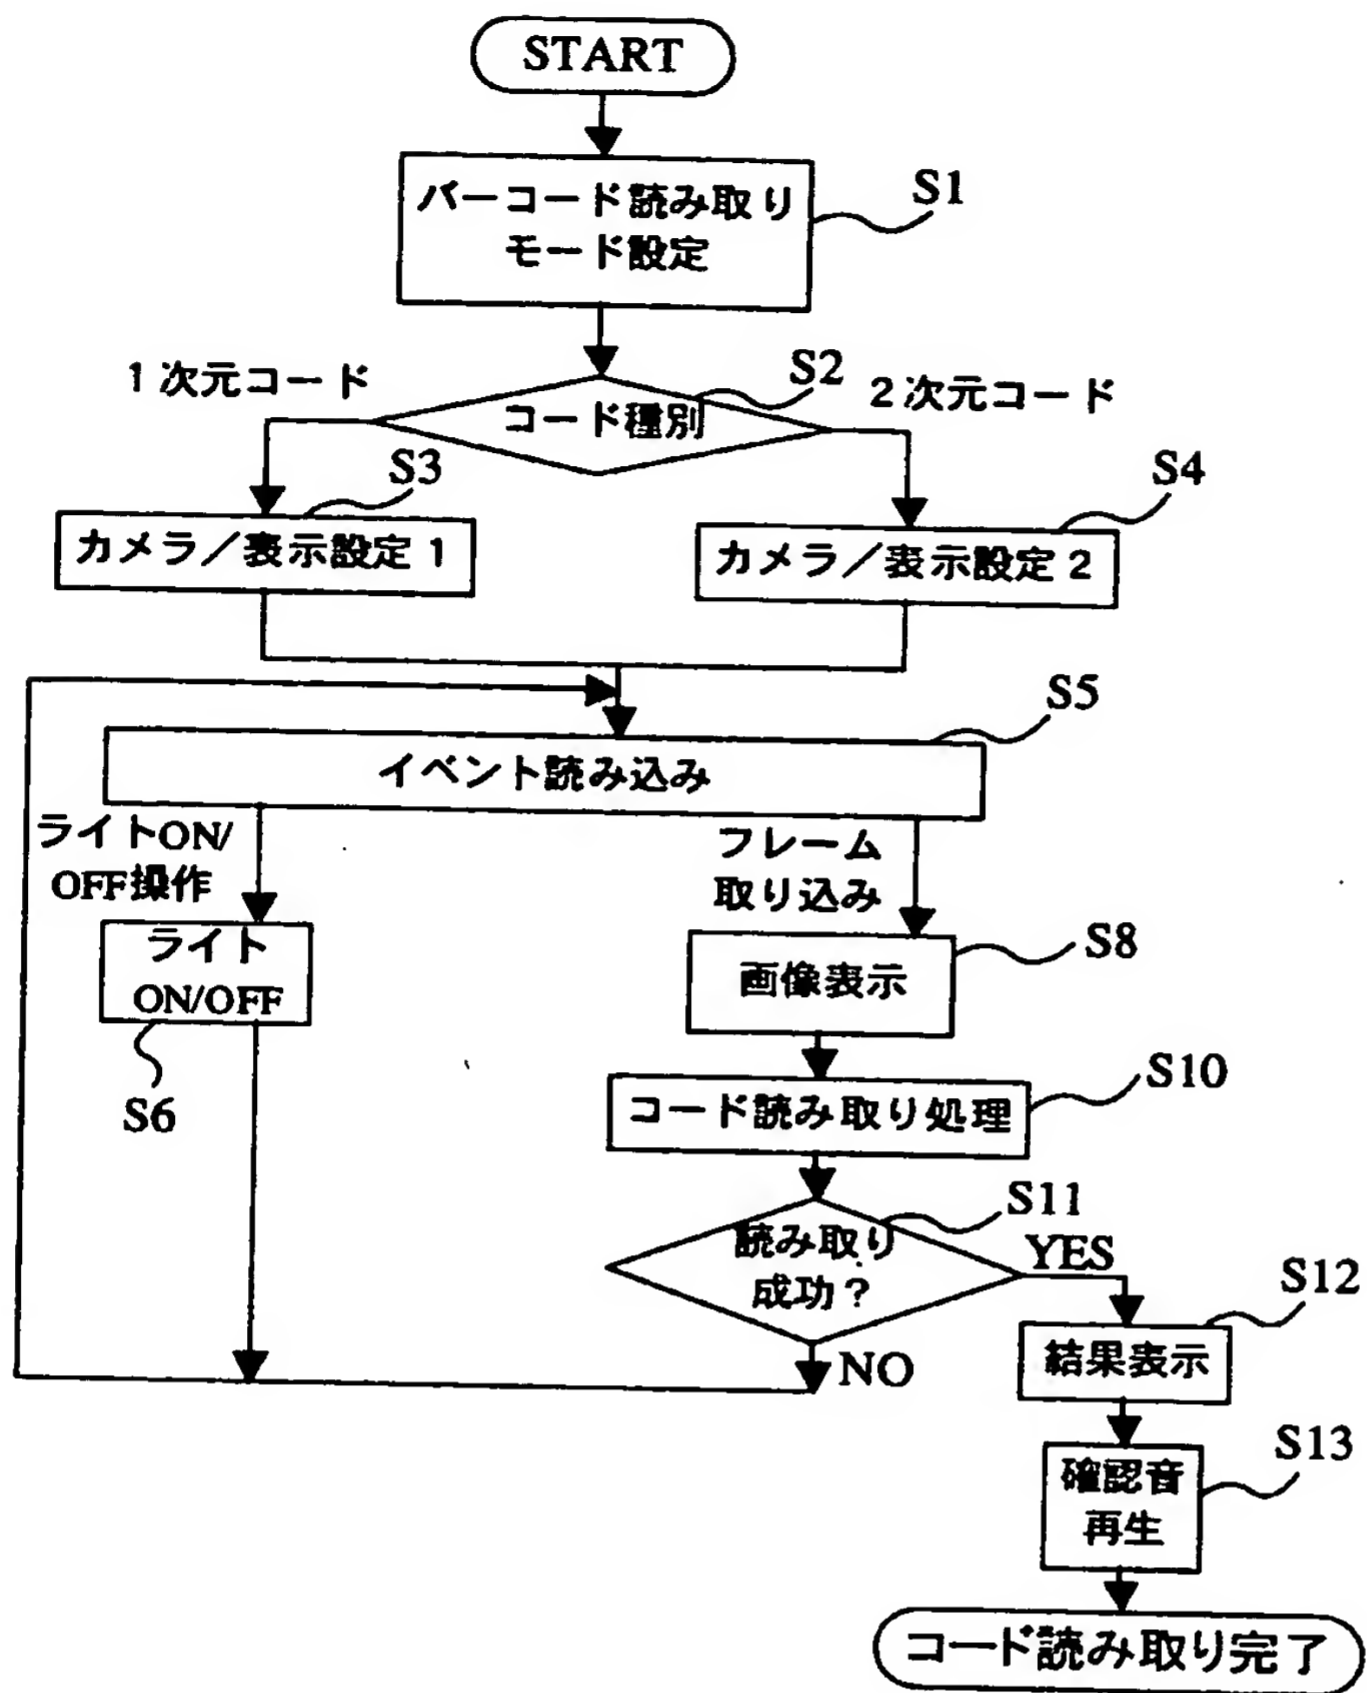 START
バーコード読み取り
モード設定
S1
1次元コード
S2
2次元コード
コード種別
S3
S4
カメラ／表示設定1
カメラ／表示設定2
S5
イベント読み込み
ライトON/
OFF操作
フレーム
取り込み
ライト
ON/OFF
S6
画像表示
S8
コード読み取り処理
S10
読み取り
成功？
S11
YES
NO
S12
結果表示
S13
確認音
再生
コード読み取り完了